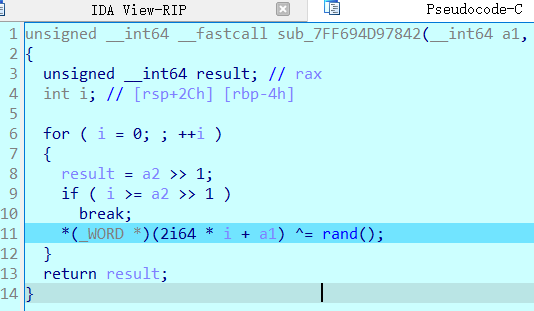 IDA View-RIP Pseudocode-C
1 unsigned __int64 __fastcall sub_7FF694D97842(__int64 a1,
2 {
3 unsigned __int64 result; // rax
4 int i; // [rsp+2Ch] [rbp-4h]
5
6 for ( i = 0; ; ++i )
7 {
8 result = a2 >> 1;
9 if ( i >= a2 >> 1 )
10 break;
11 *(_WORD *)(2i64 * i + a1) ^= rand();
12 }
13 return result;
14 }